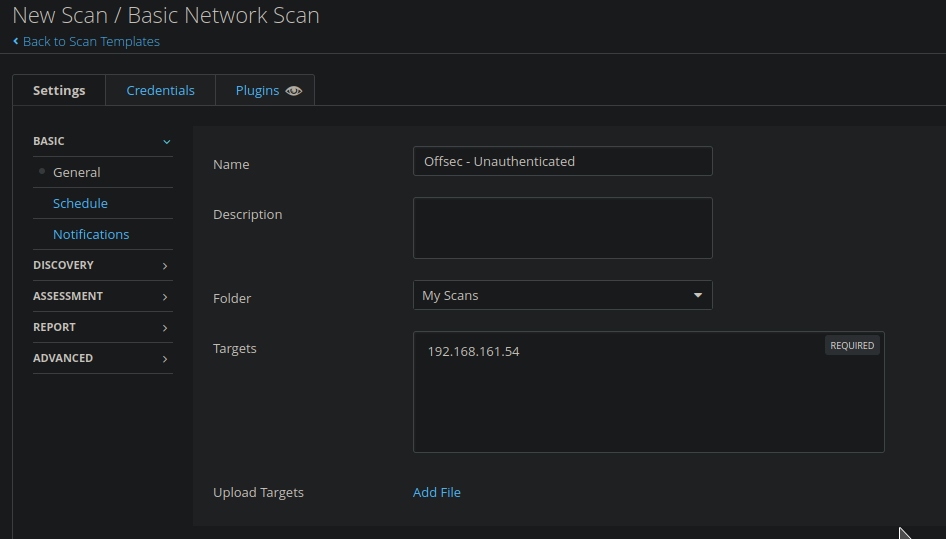 New Scan / Basic Network Scan
Back to Scan Templates
Settings
Credentials
Plugins
BASIC
General
Schedule
Notifications
DISCOVERY
ASSESSMENT
REPORT
ADVANCED
Name
Offsec - Unauthenticated
Description
Folder
My Scans
Targets
192.168.161.54
REQUIRED
Upload Targets
Add File